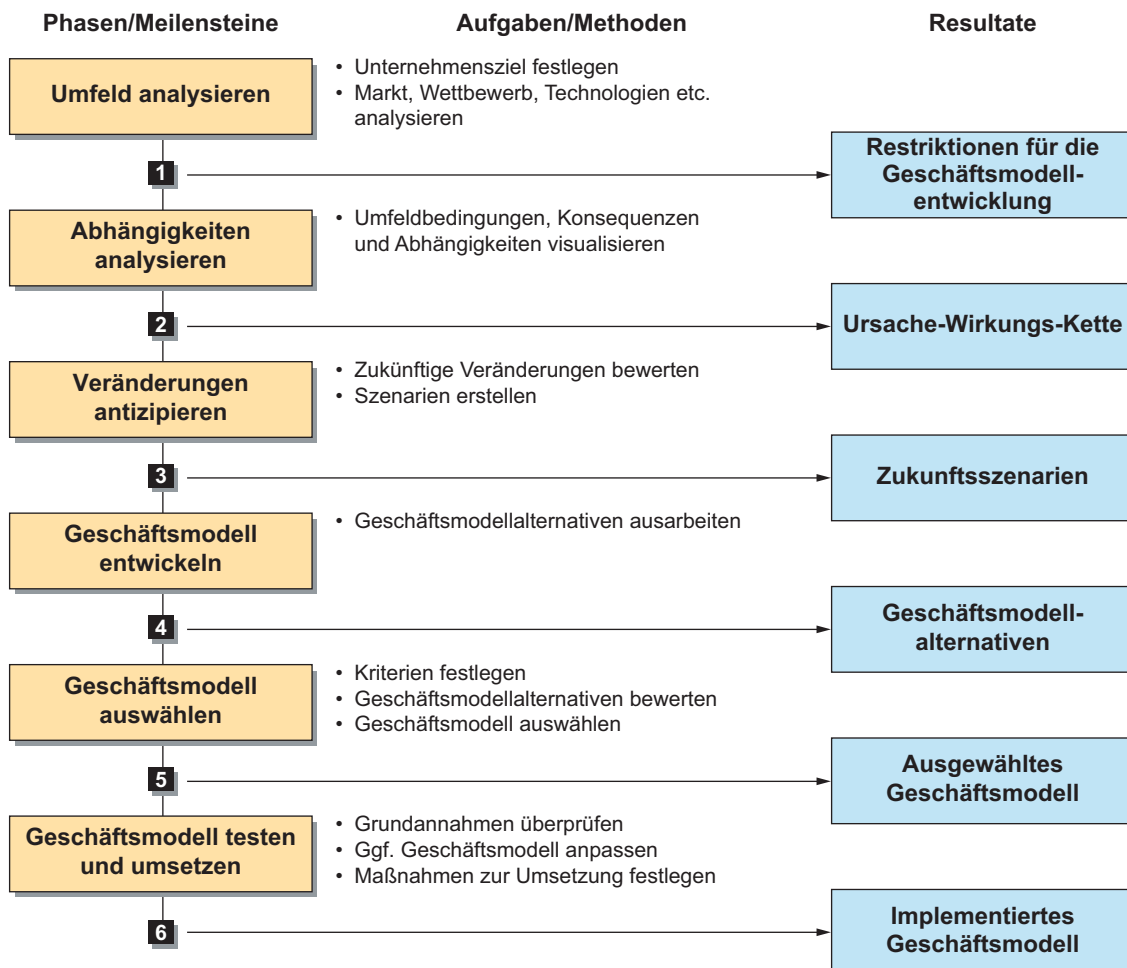 Phasen/Meilensteine
Aufgaben/Methoden
Resultate
Umfeld analysieren
• Unternehmensziel festlegen
• Markt, Wettbewerb, Technologien etc.
analysieren
1
Restriktionen für die
Geschäftsmodell-
entwicklung
Abhängigkeiten
analysieren
• Umfeldbedingungen, Konsequenzen
und Abhängigkeiten visualisieren
2
Ursache-Wirkungs-Kette
Veränderungen
antizipieren
• Zukünftige Veränderungen bewerten
• Szenarien erstellen
3
Zukunftsszenarien
Geschäftsmodell
entwickeln
• Geschäftsmodellalternativen ausarbeiten
4
Geschäftsmodell-
alternativen
Geschäftsmodell
auswählen
• Kriterien festlegen
• Geschäftsmodellalternativen bewerten
• Geschäftsmodell auswählen
5
Ausgewähltes
Geschäftsmodell
Geschäftsmodell testen
und umsetzen
• Grundannahmen überprüfen
• Ggf. Geschäftsmodell anpassen
• Maßnahmen zur Umsetzung festlegen
6
Implementiertes
Geschäftsmodell